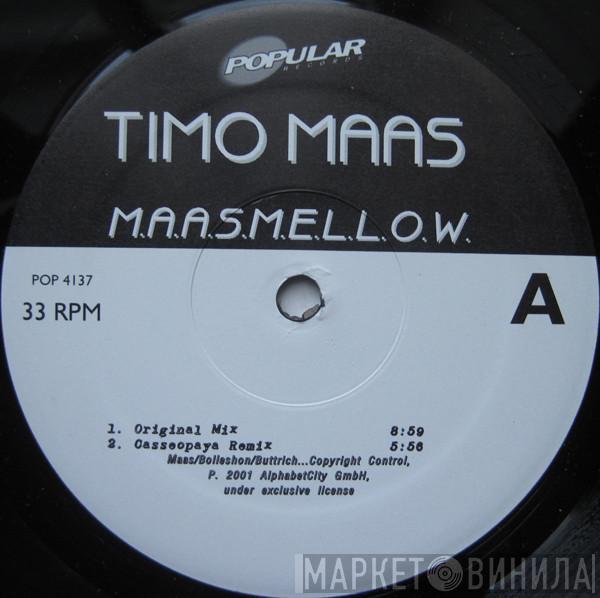 POPULAR
RECORDS
TIMO MAAS
M.A.A.S.M.E.L.L.O.W.
POP 4137
33 RPM
A
1. Original Mix 8:59
2. Casseopaya Remix 5:56
Maas/Bolleshon/Buttrich...Copyright Control,
P. 2001 AlphabetCity GmbH,
under exclusive license
МАРКЕТ ВИНИЛА